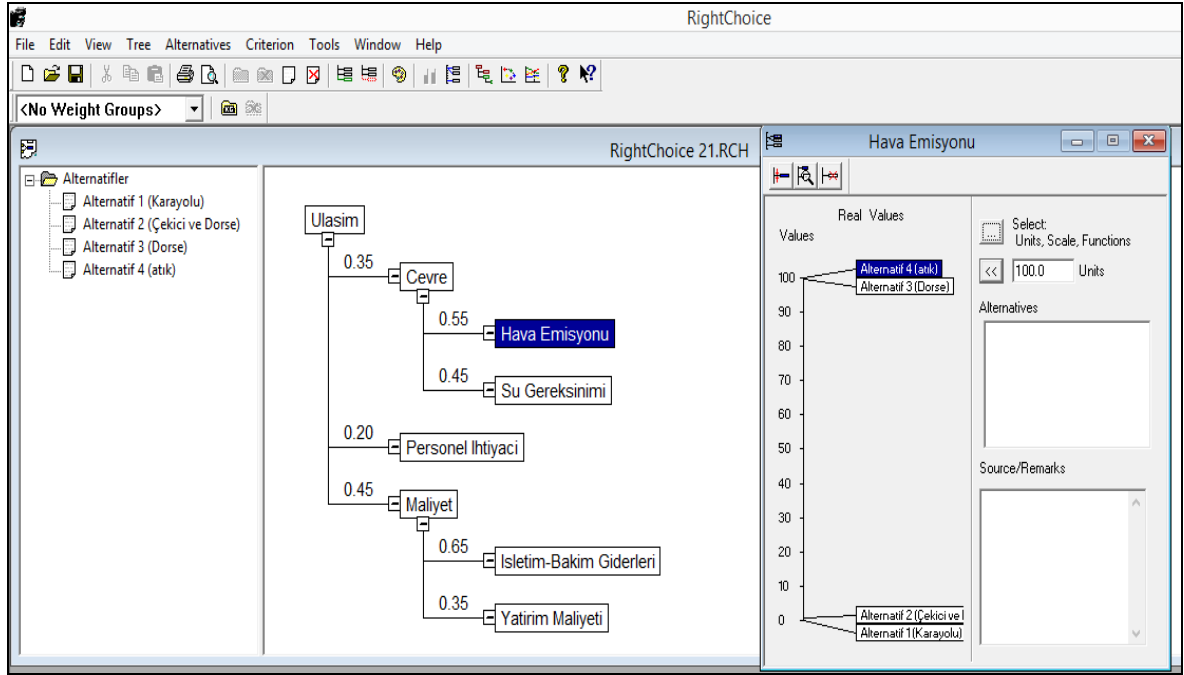 RightChoice
File Edit View Tree Alternatives Criterion Tools Window Help
<No Weight Groups>
RightChoice 21.RCH
Alternatifler
Alternatif 1 (Karayolu)
Alternatif 2 (Çekici ve Dorse)
Alternatif 3 (Dorse)
Alternatif 4 (atık)
Ulasim
0.35
Cevre
0.55
Hava Emisyonu
0.45
Su Gereksinimi
0.20
Personel Ihtiyaci
0.45
Maliyet
0.65
Isletim-Bakim Giderleri
0.35
Yatirim Maliyeti
Hava Emisyonu
Real Values
Values
100
Alternatif 4 (atık)
Alternatif 3 (Dorse)
90
80
70
60
50
40
30
20
10
0
Alternatif 2 (Çekici ve
Alternatif 1 (Karayolu)
...
Select:
Units, Scale, Functions
<< 100.0 Units
Alternatives
Source/Remarks